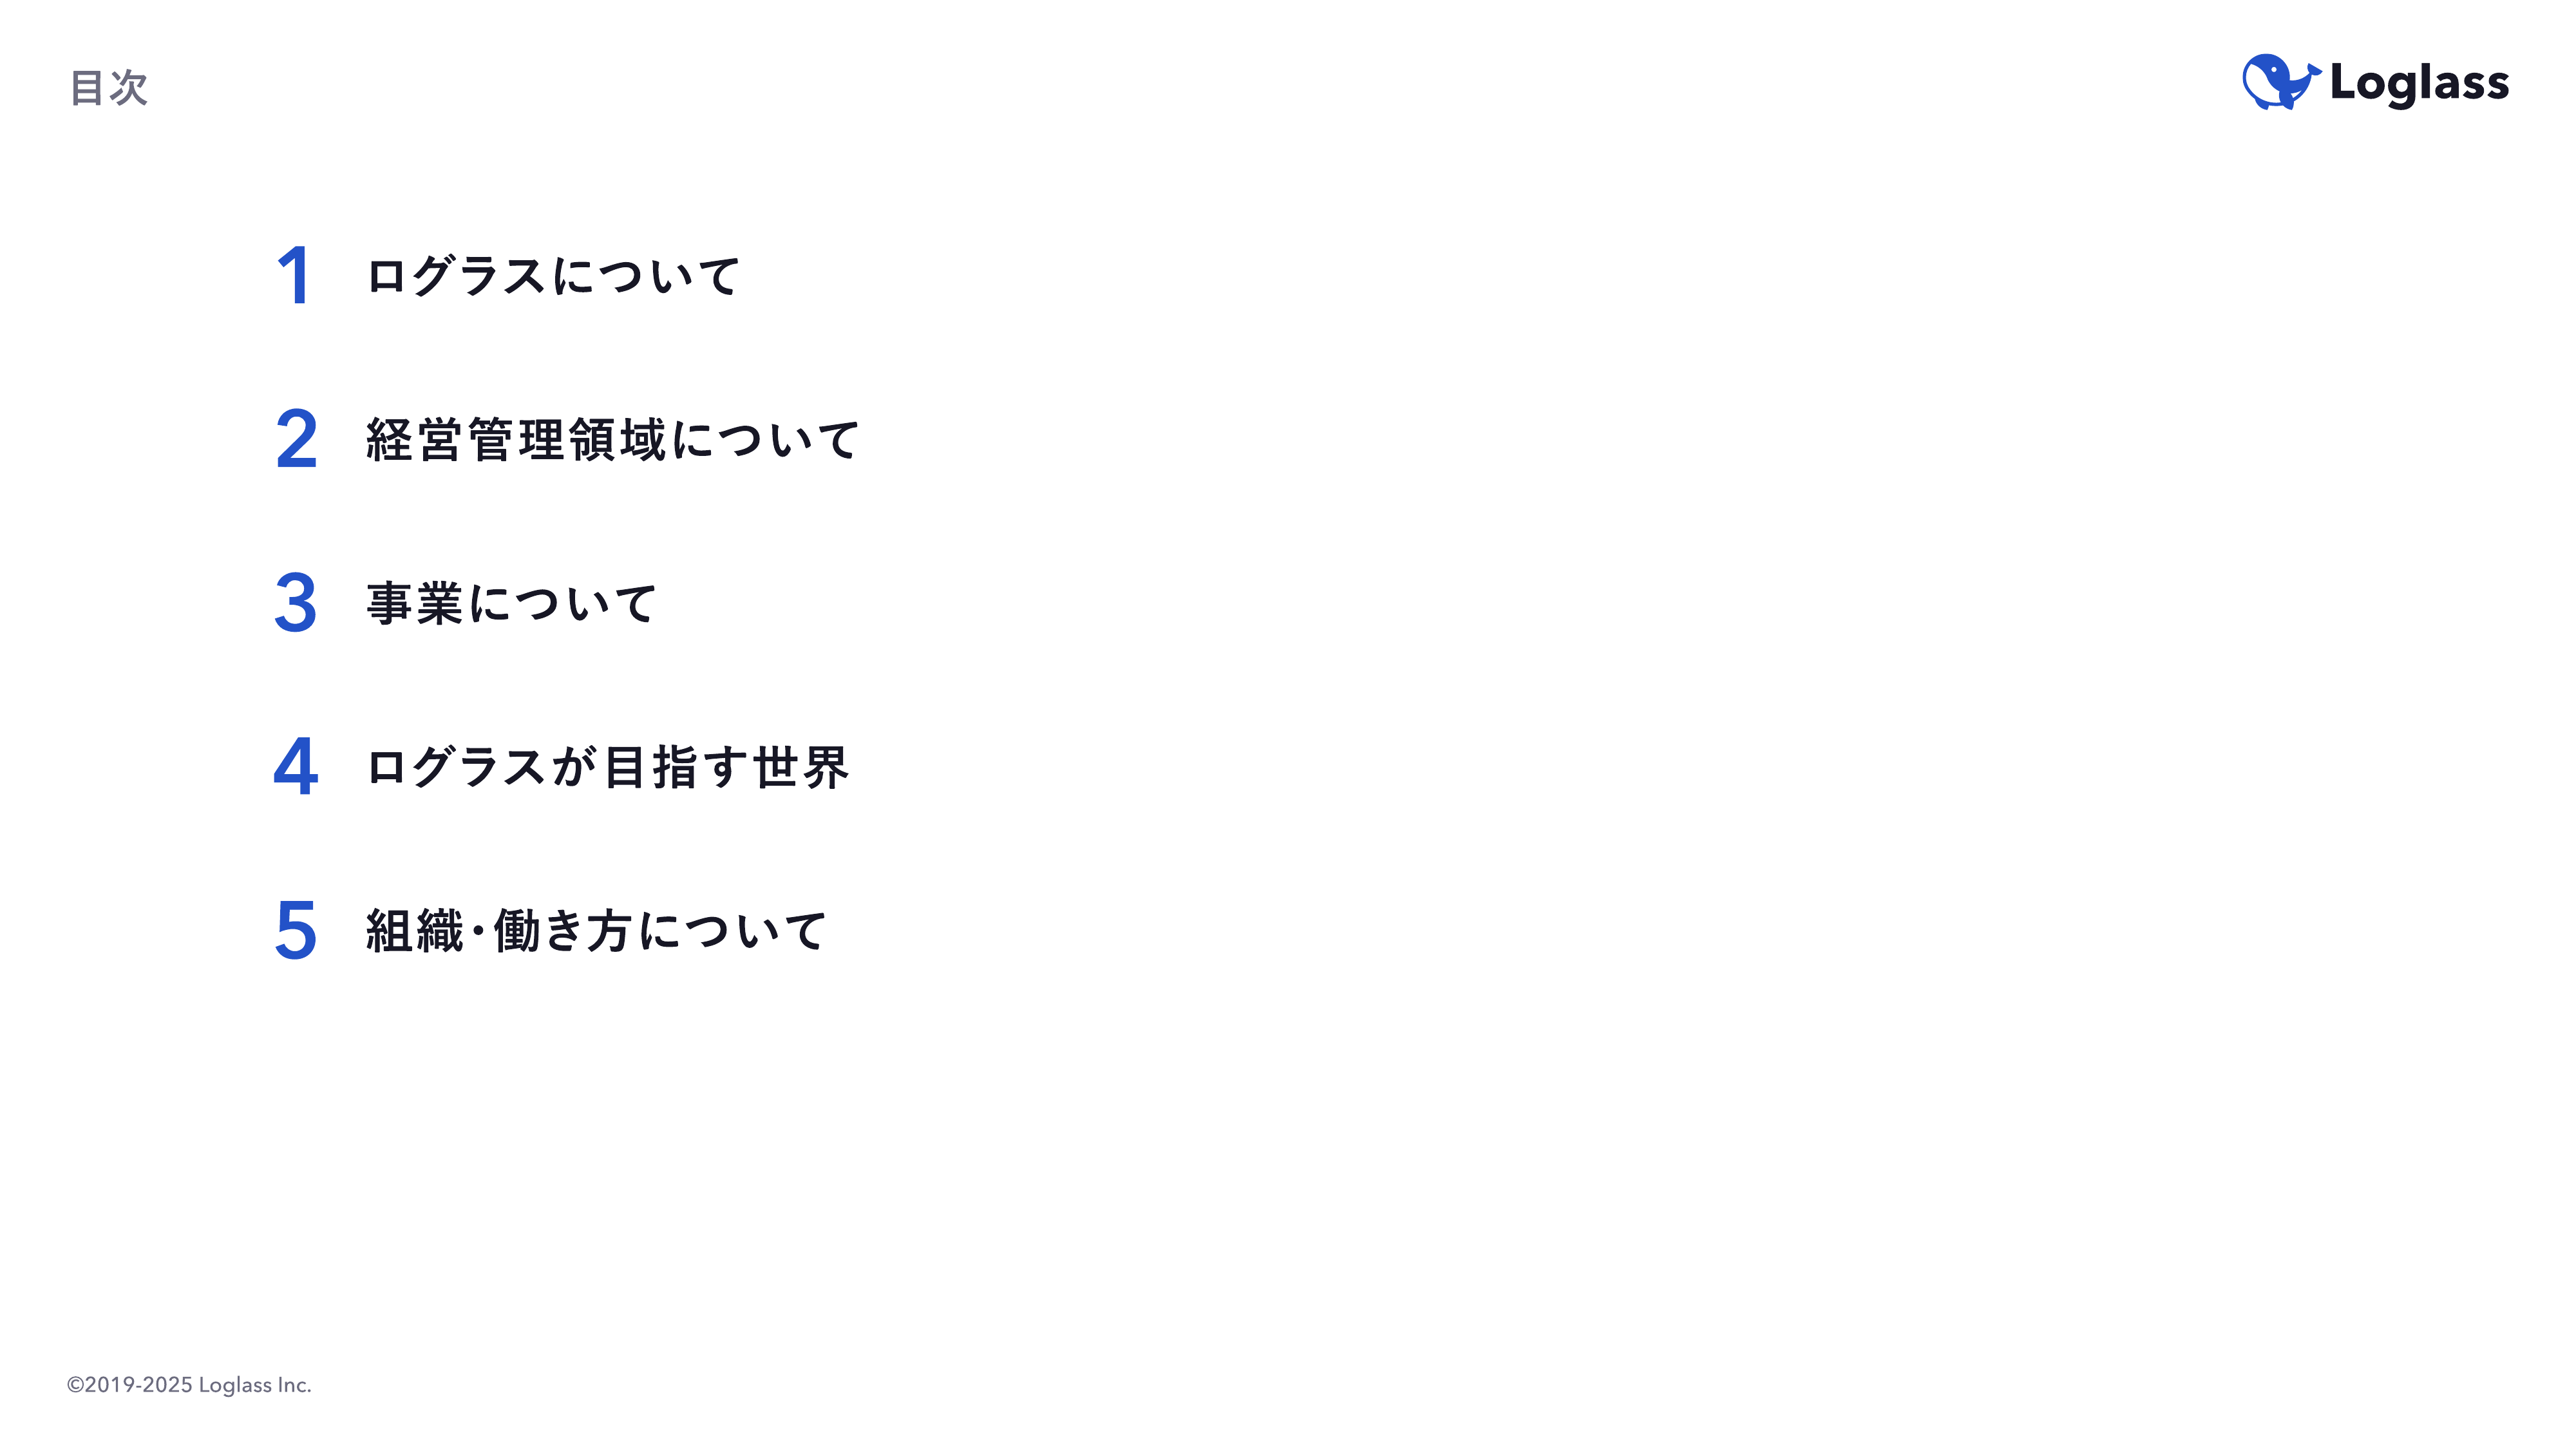 目次
Loglass
1 ログラスについて
2 経営管理領域について
3 事業について
4 ログラスが目指す世界
5 組織・働き方について
©2019-2025 Loglass Inc.